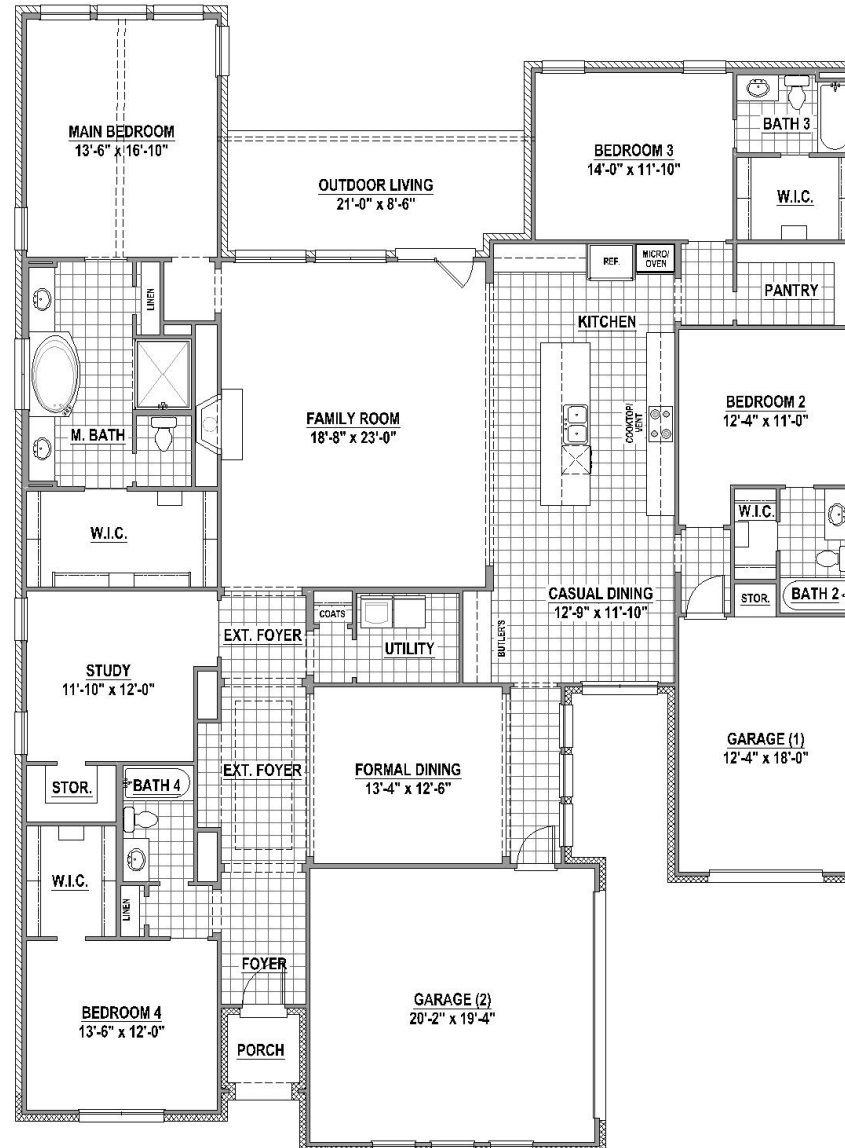 MAIN BEDROOM
13'-6" x 16'-10"
OUTDOOR LIVING
21'-0" x 8'-6"
BEDROOM 3
14'-0" x 11'-10"
BATH 3
W.I.C.
REF.
MICRO/
OVEN
PANTRY
LINEN
KITCHEN
M. BATH
FAMILY ROOM
18'-8" x 23'-0"
COOKTOP/
VENT
BEDROOM 2
12'-4" x 11'-0"
W.I.C.
W.I.C.
STOR.
BATH 2
CASUAL DINING
12'-9" x 11'-10"
BUTLER'S
COATS
UTILITY
EXT. FOYER
STUDY
11'-10" x 12'-0"
STOR.
BATH 4
EXT. FOYER
FORMAL DINING
13'-4" x 12'-6"
GARAGE (1)
12'-4" x 18'-0"
W.I.C.
LINEN
FOYER
BEDROOM 4
13'-6" x 12'-0"
PORCH
GARAGE (2)
20'-2" x 19'-4"